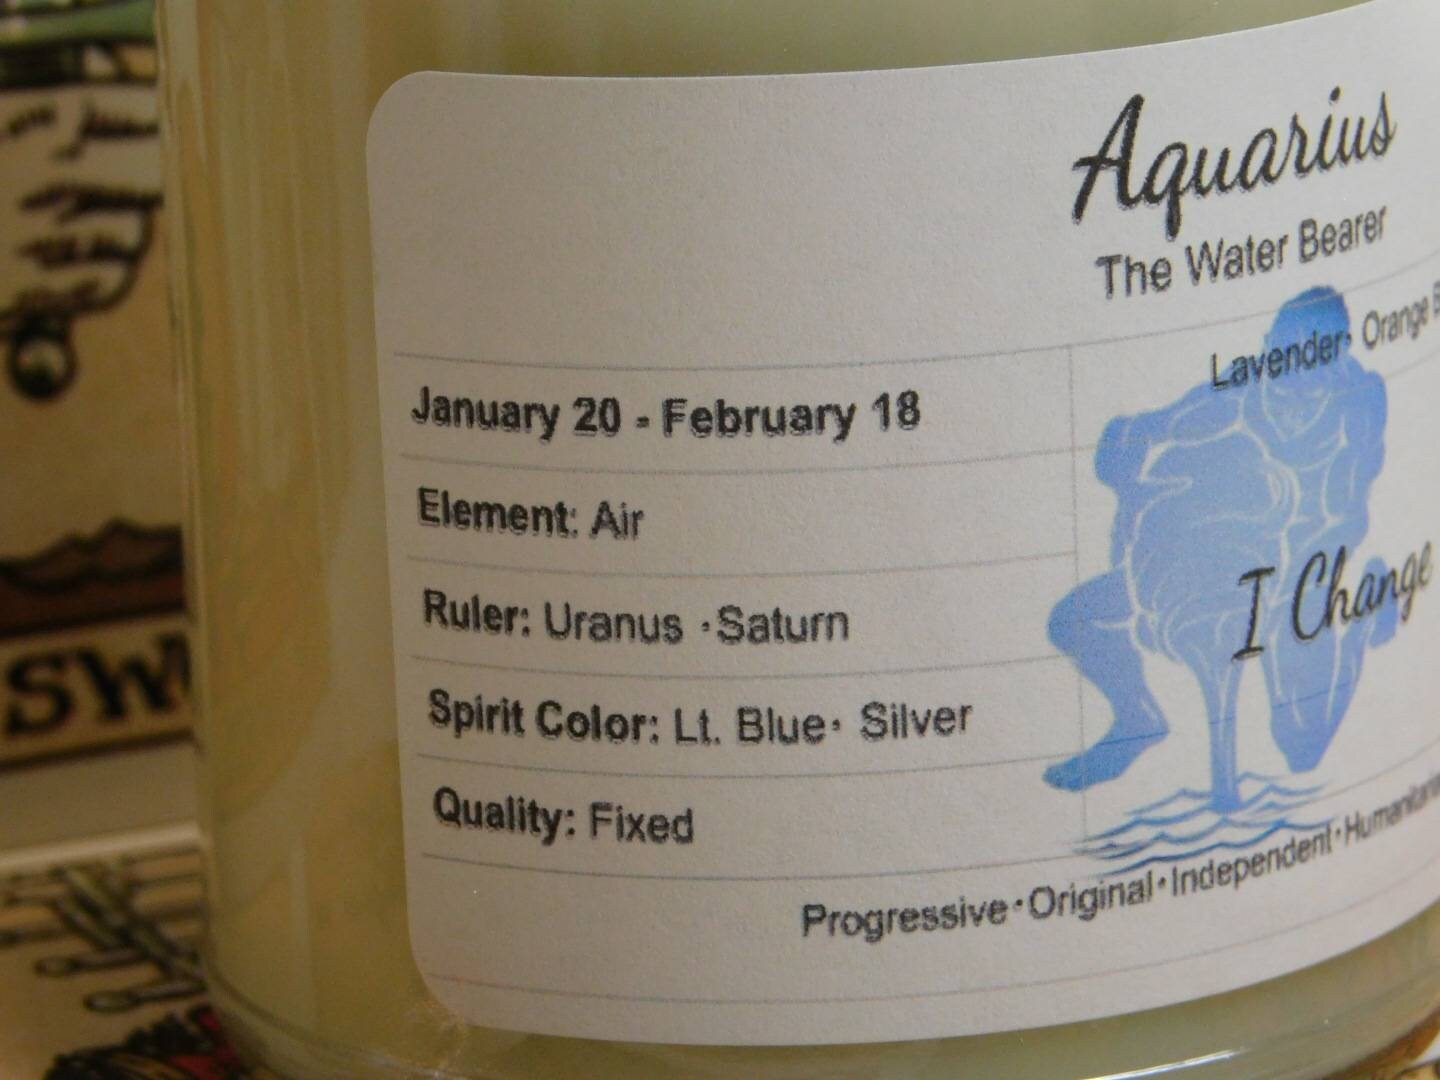 Aquarius
The Water Bearer
Lavender· Orange
January 20 - February 18
Element: Air
Ruler: Uranus ·Saturn
I Change
Spirit Color: Lt. Blue· Silver
Quality: Fixed
Progressive·Original·Independent·